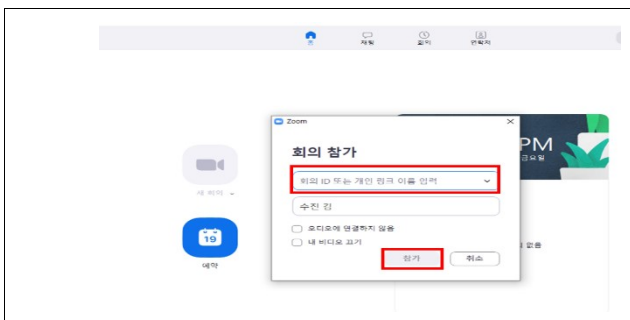 홈 채팅 회의 연락처
Zoom
회의 참가
PM
금요일
회의 ID 또는 개인 링크 이름 입력
새 회의
수진 김
오디오에 연결하지 않음
19
내 비디오 끄기
없음
참가 취소
예약